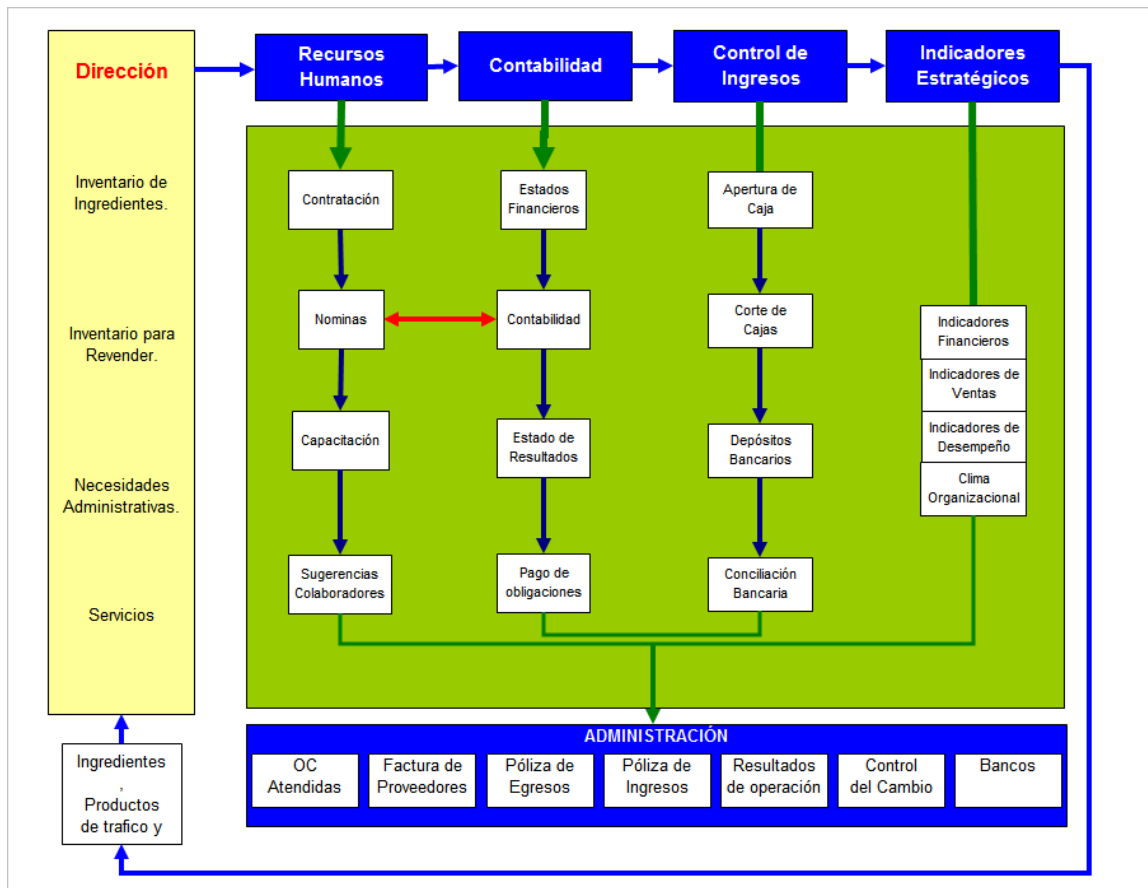 Dirección
Inventario de
Ingredientes.
Inventario para
Revender.
Necesidades
Administrativas.
Servicios
Ingredientes
,
Productos
de trafico y
Recursos
Humanos
Contabilidad
Control de
Ingresos
Indicadores
Estratégicos
Contratación
Nominas
Capacitación
Sugerencias
Colaboradores
Estados
Financieros
Contabilidad
Estado de
Resultados
Pago de
obligaciones
Apertura de
Caja
Corte de
Cajas
Depósitos
Bancarios
Conciliación
Bancaria
Indicadores
Financieros
Indicadores de
Ventas
Indicadores de
Desempeño
Clima
Organizacional
ADMINISTRACIÓN
OC
Atendidas
Factura de
Proveedores
Póliza de
Egresos
Póliza de
Ingresos
Resultados
de operación
Control
del Cambio
Bancos